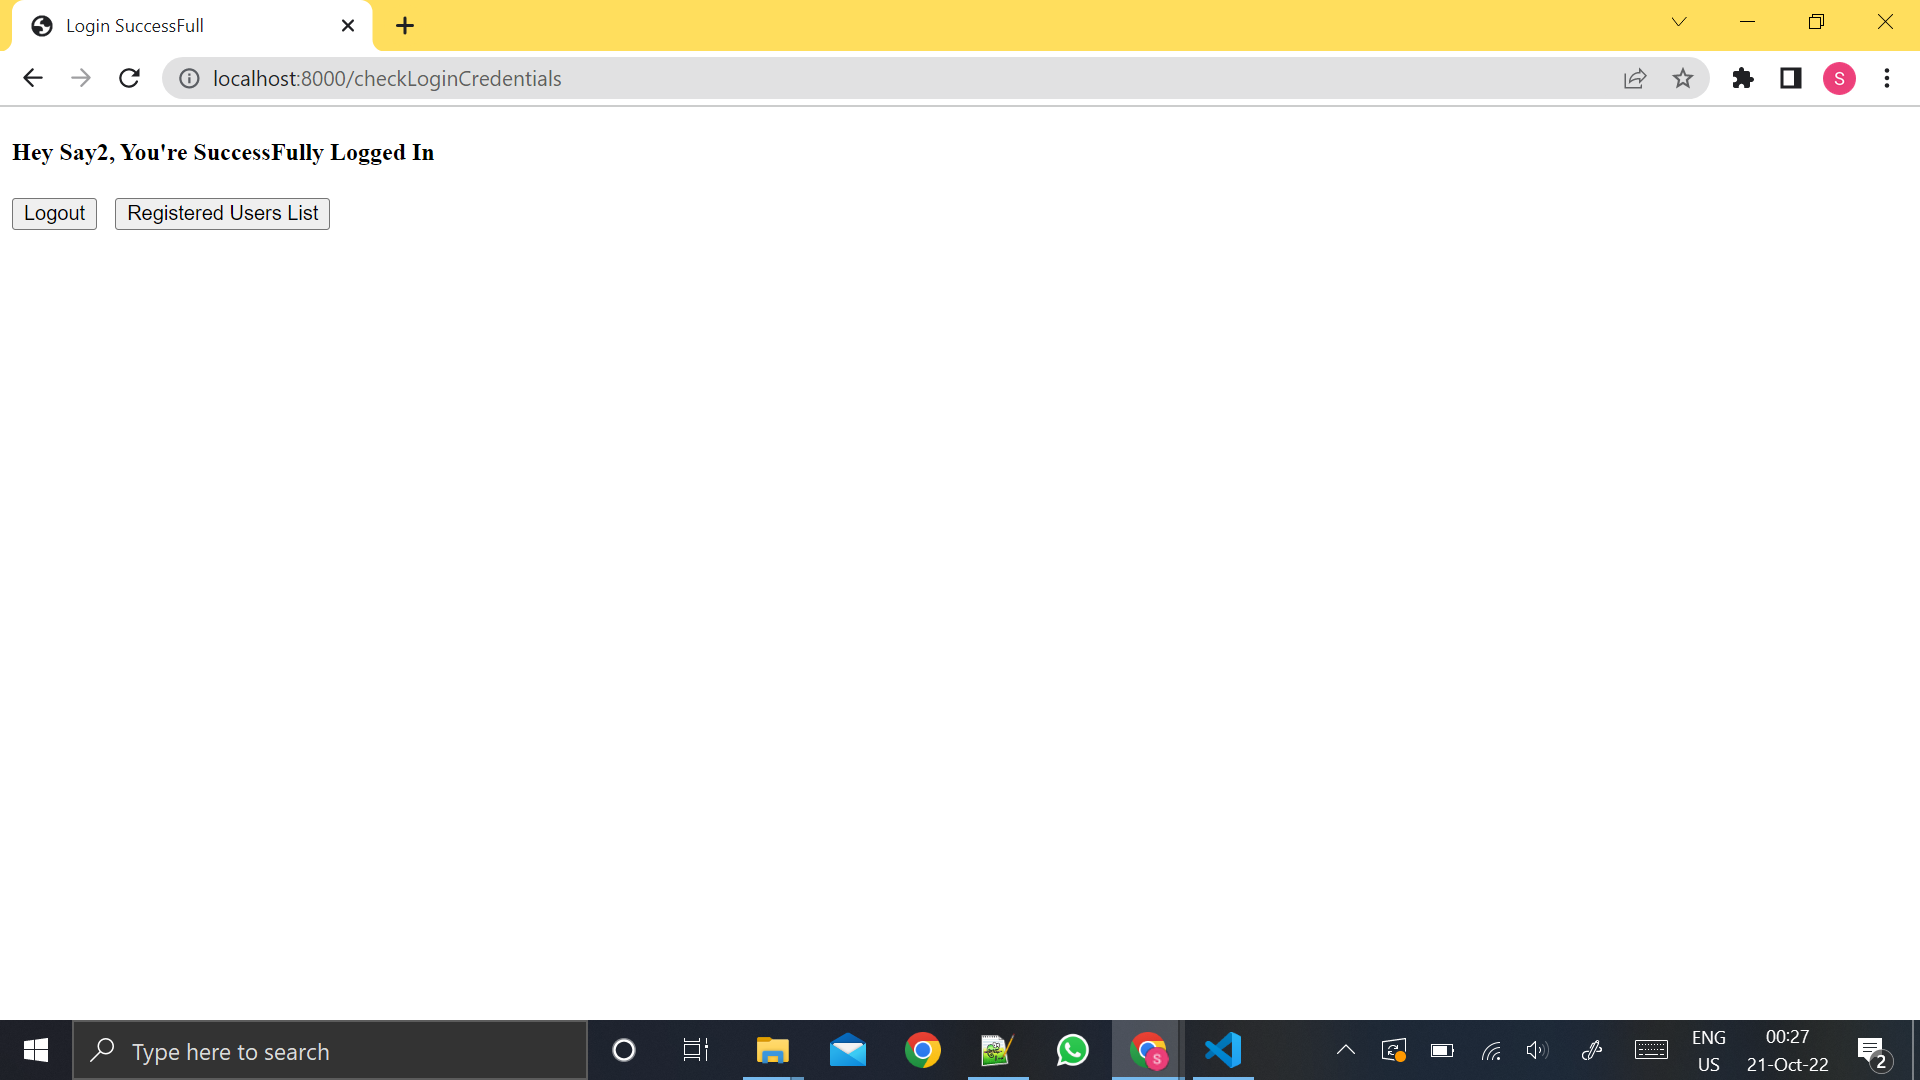 Login SuccessFull
localhost:8000/checkLoginCredentials
S
Hey Say2, You're SuccessFully Logged In
Logout Registered Users List
Type here to search
S
ENG
US
00:27
21-Oct-22
2